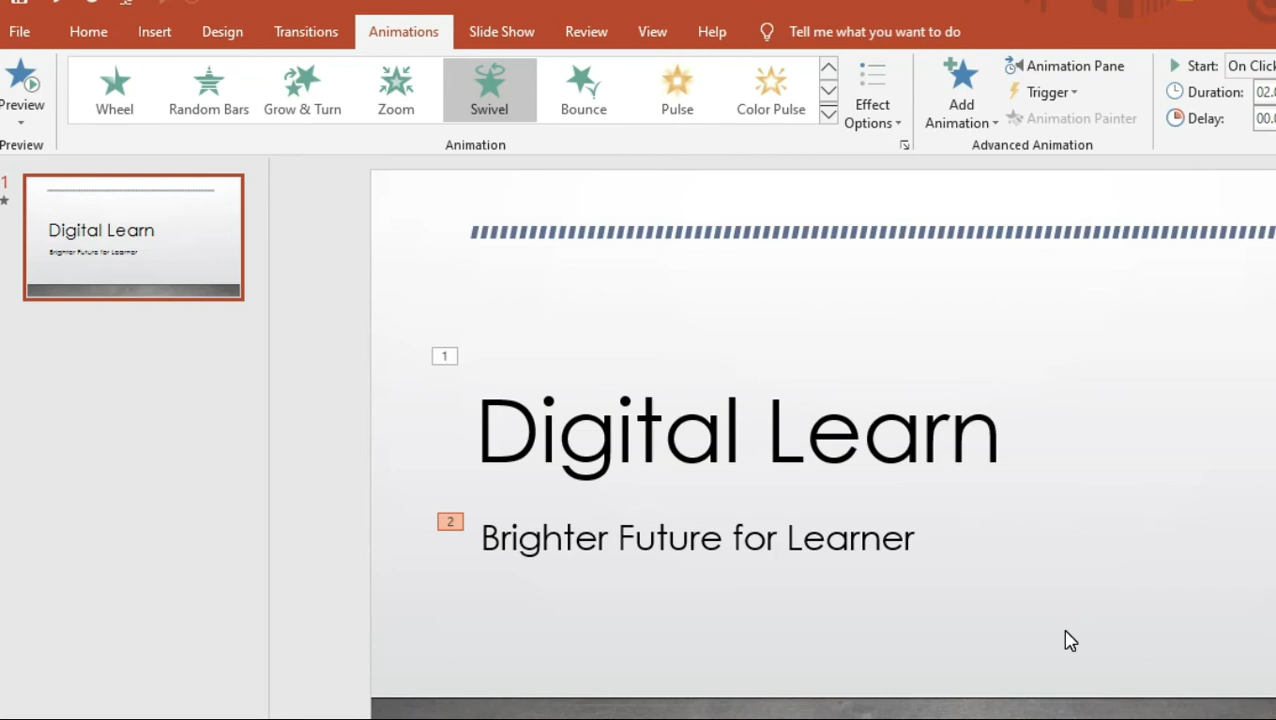 File Home Insert Design Transitions Animations Slide Show Review View Help Tell me what you want to do
Preview
Wheel Random Bars Grow & Turn Zoom Swivel Bounce Pulse Color Pulse
Effect Options
Add Animation
Animation Pane
Trigger
Animation Painter
Start:
Duration:
Delay:
Preview Animation Advanced Animation
1
Digital Learn
Brighter Future for Learner
1
Digital Learn
2
Brighter Future for Learner